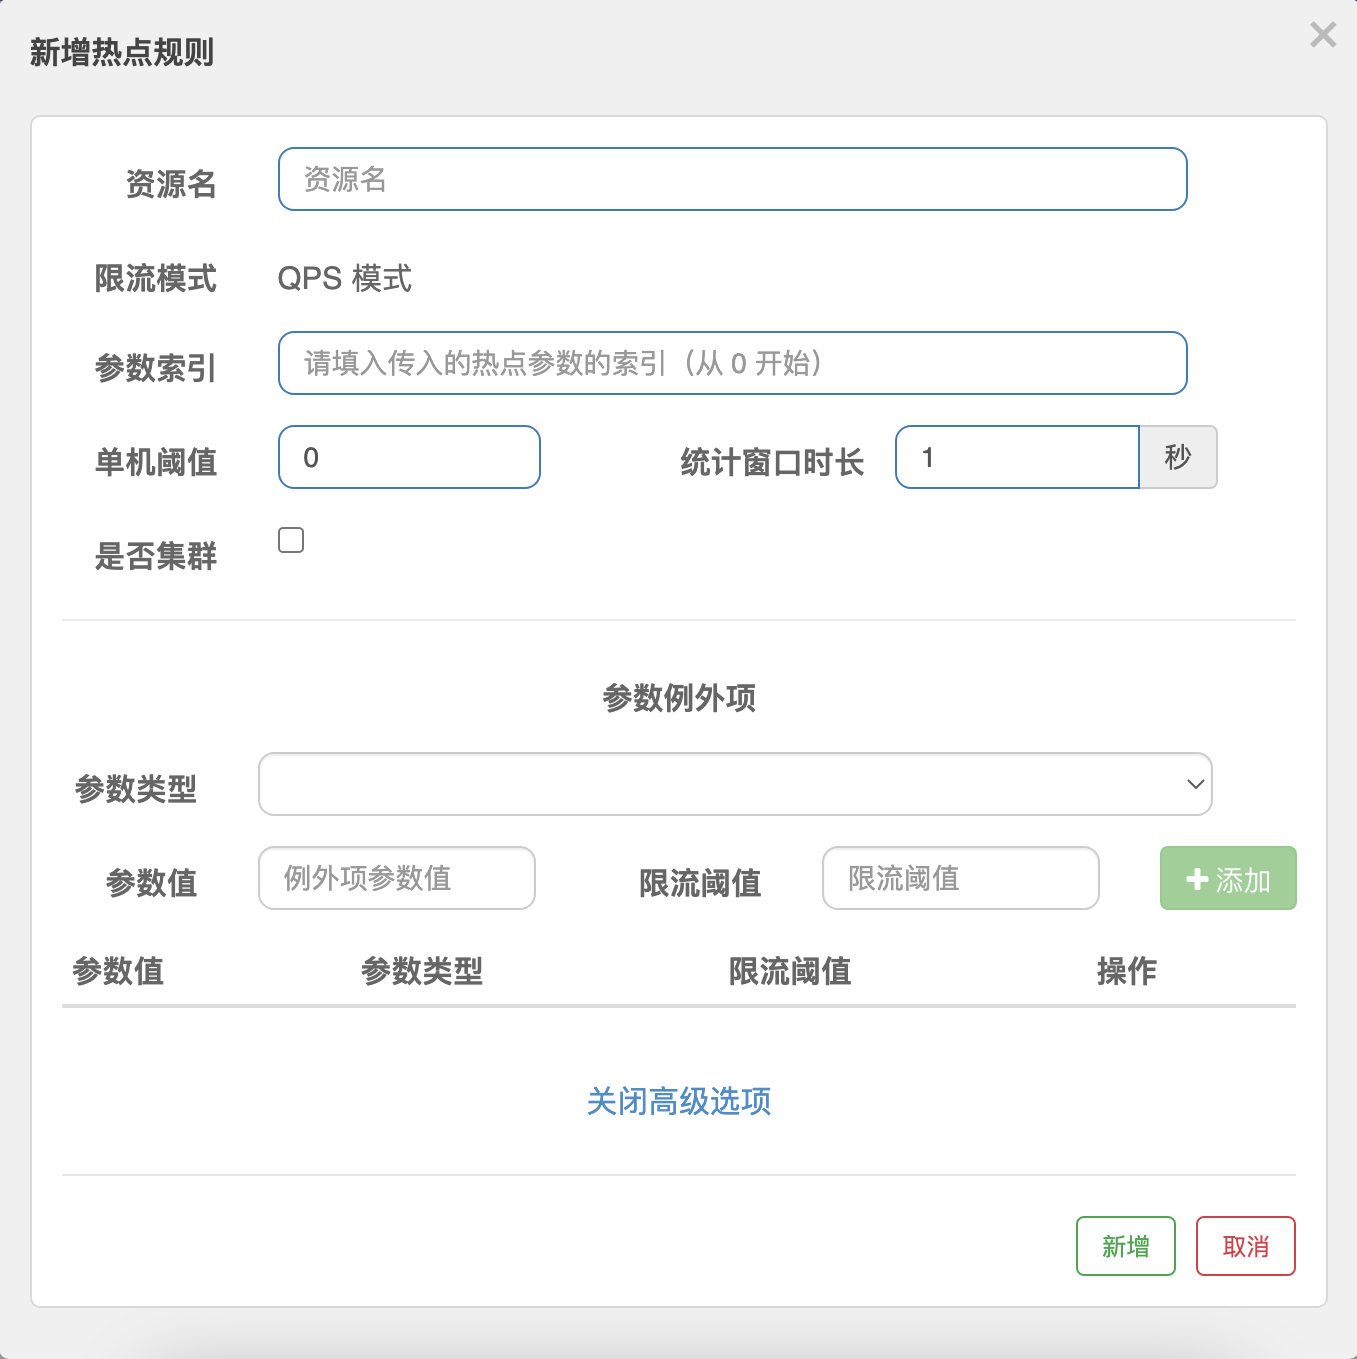 新增热点规则
资源名 资源名
限流模式 QPS 模式
参数索引 请填入传入的热点参数的索引（从 0 开始）
单机阈值 0 统计窗口时长 1 秒
是否集群
参数例外项
参数类型
参数值 例外项参数值 限流阈值 限流阈值 添加
参数值 参数类型 限流阈值 操作
关闭高级选项
新增 取消